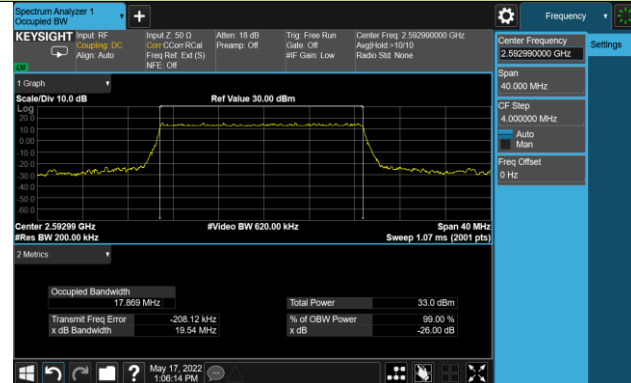 Spectrum Analyzer 1
Occupied BW
Frequency
KEYSIGHT
Input: RF
Coupling: DC
Align: Auto
Input Z: 50 Ω
Corr CCorr RCal
Freq Ref: Ext (S)
NFE: Off
Atten: 18 dB
Preamp: Off
Trig: Free Run
Gate: Off
#IF Gain: Low
Center Freq: 2.592990000 GHz
Avg|Hold:>10/10
Radio Std: None
Center Frequency
2.592990000 GHz
Settings
Span
40.000 MHz
CF Step
4.000000 MHz
Auto
Man
Freq Offset
0 Hz
1 Graph
Scale/Div 10.0 dB
Ref Value 30.00 dBm
Log
20.0
10.0
0.00
-10.0
-20.0
-30.0
-40.0
-50.0
-60.0
Center 2.59299 GHz
#Video BW 620.00 kHz
Span 40 MHz
#Res BW 200.00 kHz
Sweep 1.07 ms (2001 pts)
2 Metrics
Occupied Bandwidth
17.869 MHz
Total Power 33.0 dBm
Transmit Freq Error -208.12 kHz
% of OBW Power 99.00 %
x dB Bandwidth 19.54 MHz
x dB -26.00 dB
May 17, 2022
1:06:14 PM